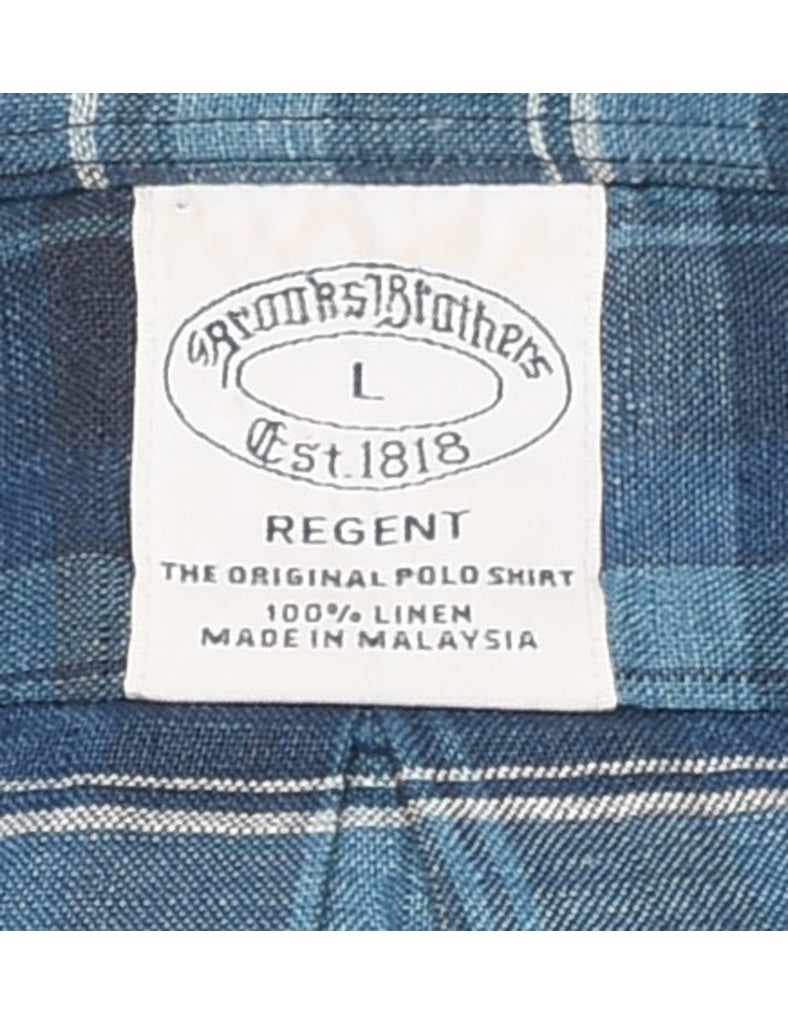 Brooks Brothers
L
Est. 1818
REGENT
THE ORIGINAL POLO SHIRT
100% LINEN
MADE IN MALAYSIA